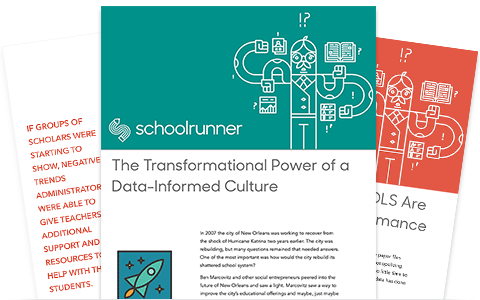 IF GROUPS OF
SCHOLARS WERE
STARTING TO
SHOW, NEGATIVE
TRENDS
ADMINISTRATOR
WERE ABLE TO
GIVE TEACHERS
ADDITIONAL
SUPPORT AND
RESOURCES TO
HELP WITH TH
STUDENTS.
!?
schoolrunner
The Transformational Power of a
Data-Informed Culture
In 2007 the city of New Orleans was working to recover from
the shock of Hurricane Katrina two years earlier. The city was
rebuilding, but many questions remained that needed answers.
One of the most important was how would the city rebuild its
shattered school system?
Ben Marcovitz and other social entrepreneurs peered into the
future of New Orleans and saw a light. Marcovitz saw a way to
improve the city's educational offerings and maybe, just maybe
!?
OLS Are
mance
paper files